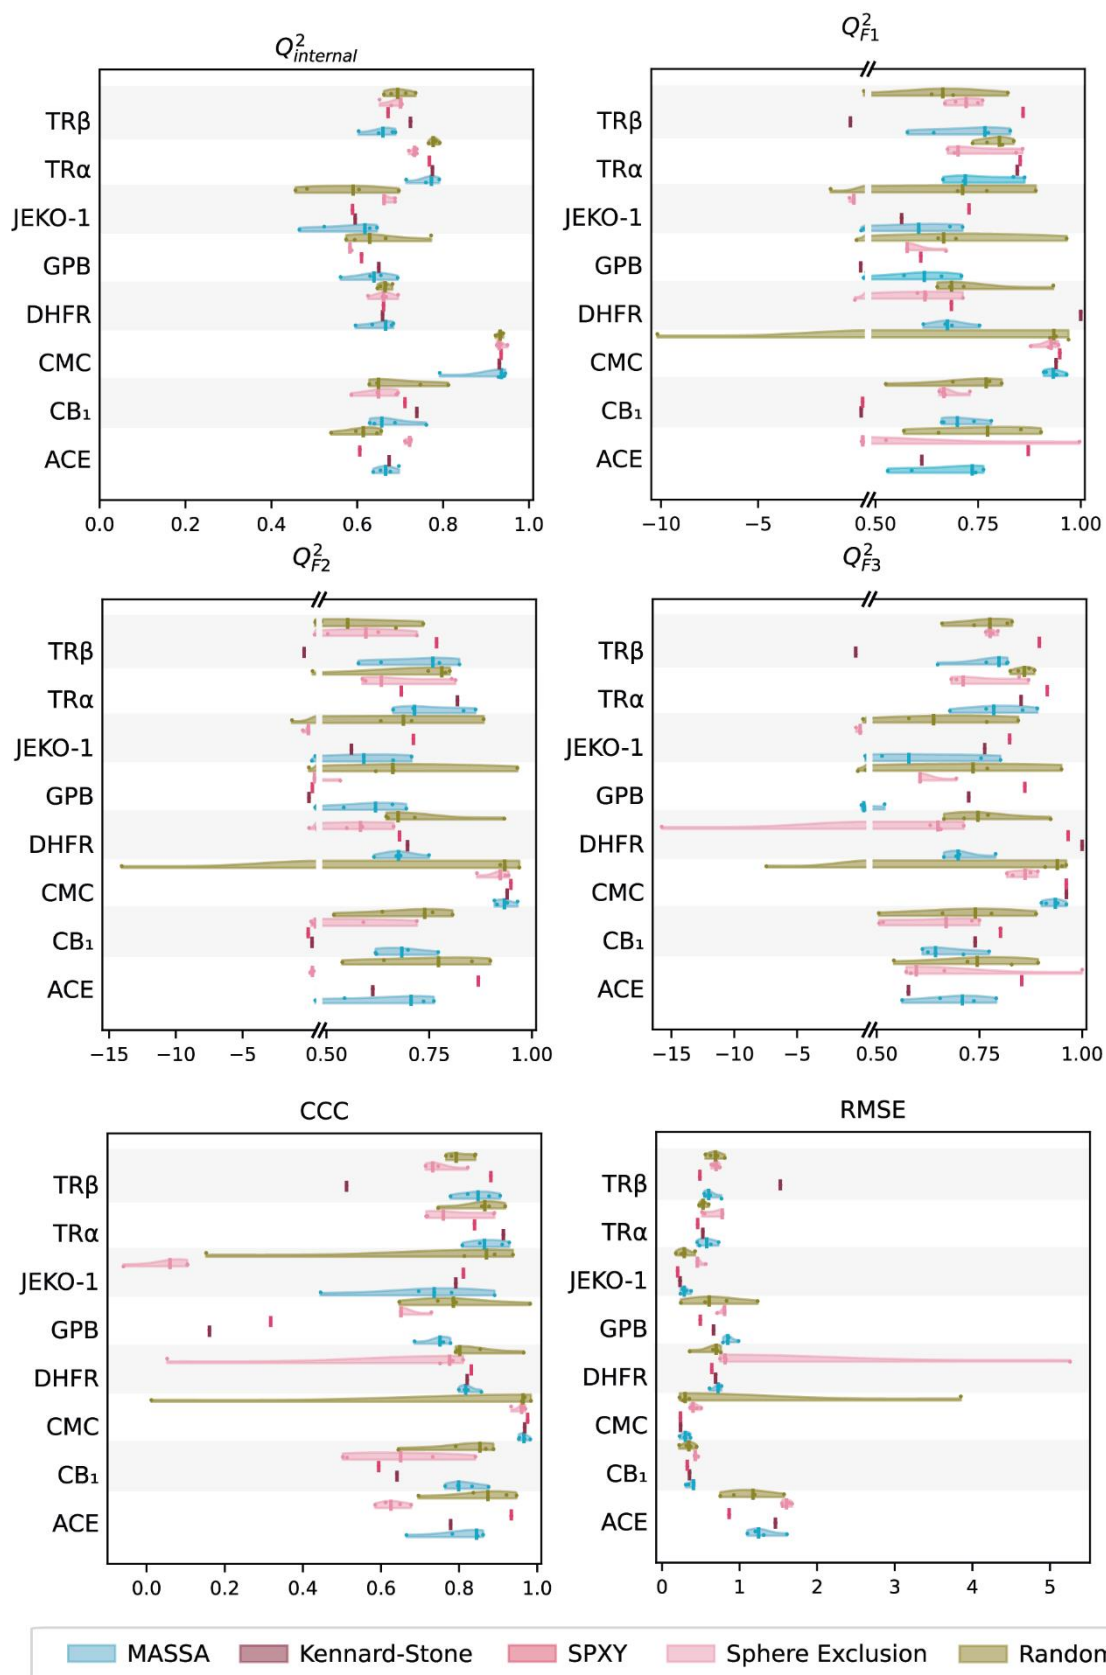 Q²internal
Q²F1
TRβ
TRα
JEKO-1
GPB
DHFR
CMC
CB₁
ACE
0.0 0.2 0.4 0.6 0.8 1.0
TRβ
TRα
JEKO-1
GPB
DHFR
CMC
CB₁
ACE
−10 −5 0.50 0.75 1.00
Q²F2
Q²F3
TRβ
TRα
JEKO-1
GPB
DHFR
CMC
CB₁
ACE
−15 −10 −5 0.50 0.75 1.00
TRβ
TRα
JEKO-1
GPB
DHFR
CMC
CB₁
ACE
−15 −10 −5 0.50 0.75 1.00
CCC
RMSE
TRβ
TRα
JEKO-1
GPB
DHFR
CMC
CB₁
ACE
0.0 0.2 0.4 0.6 0.8 1.0
TRβ
TRα
JEKO-1
GPB
DHFR
CMC
CB₁
ACE
0 1 2 3 4 5
MASSA Kennard-Stone SPXY Sphere Exclusion Random